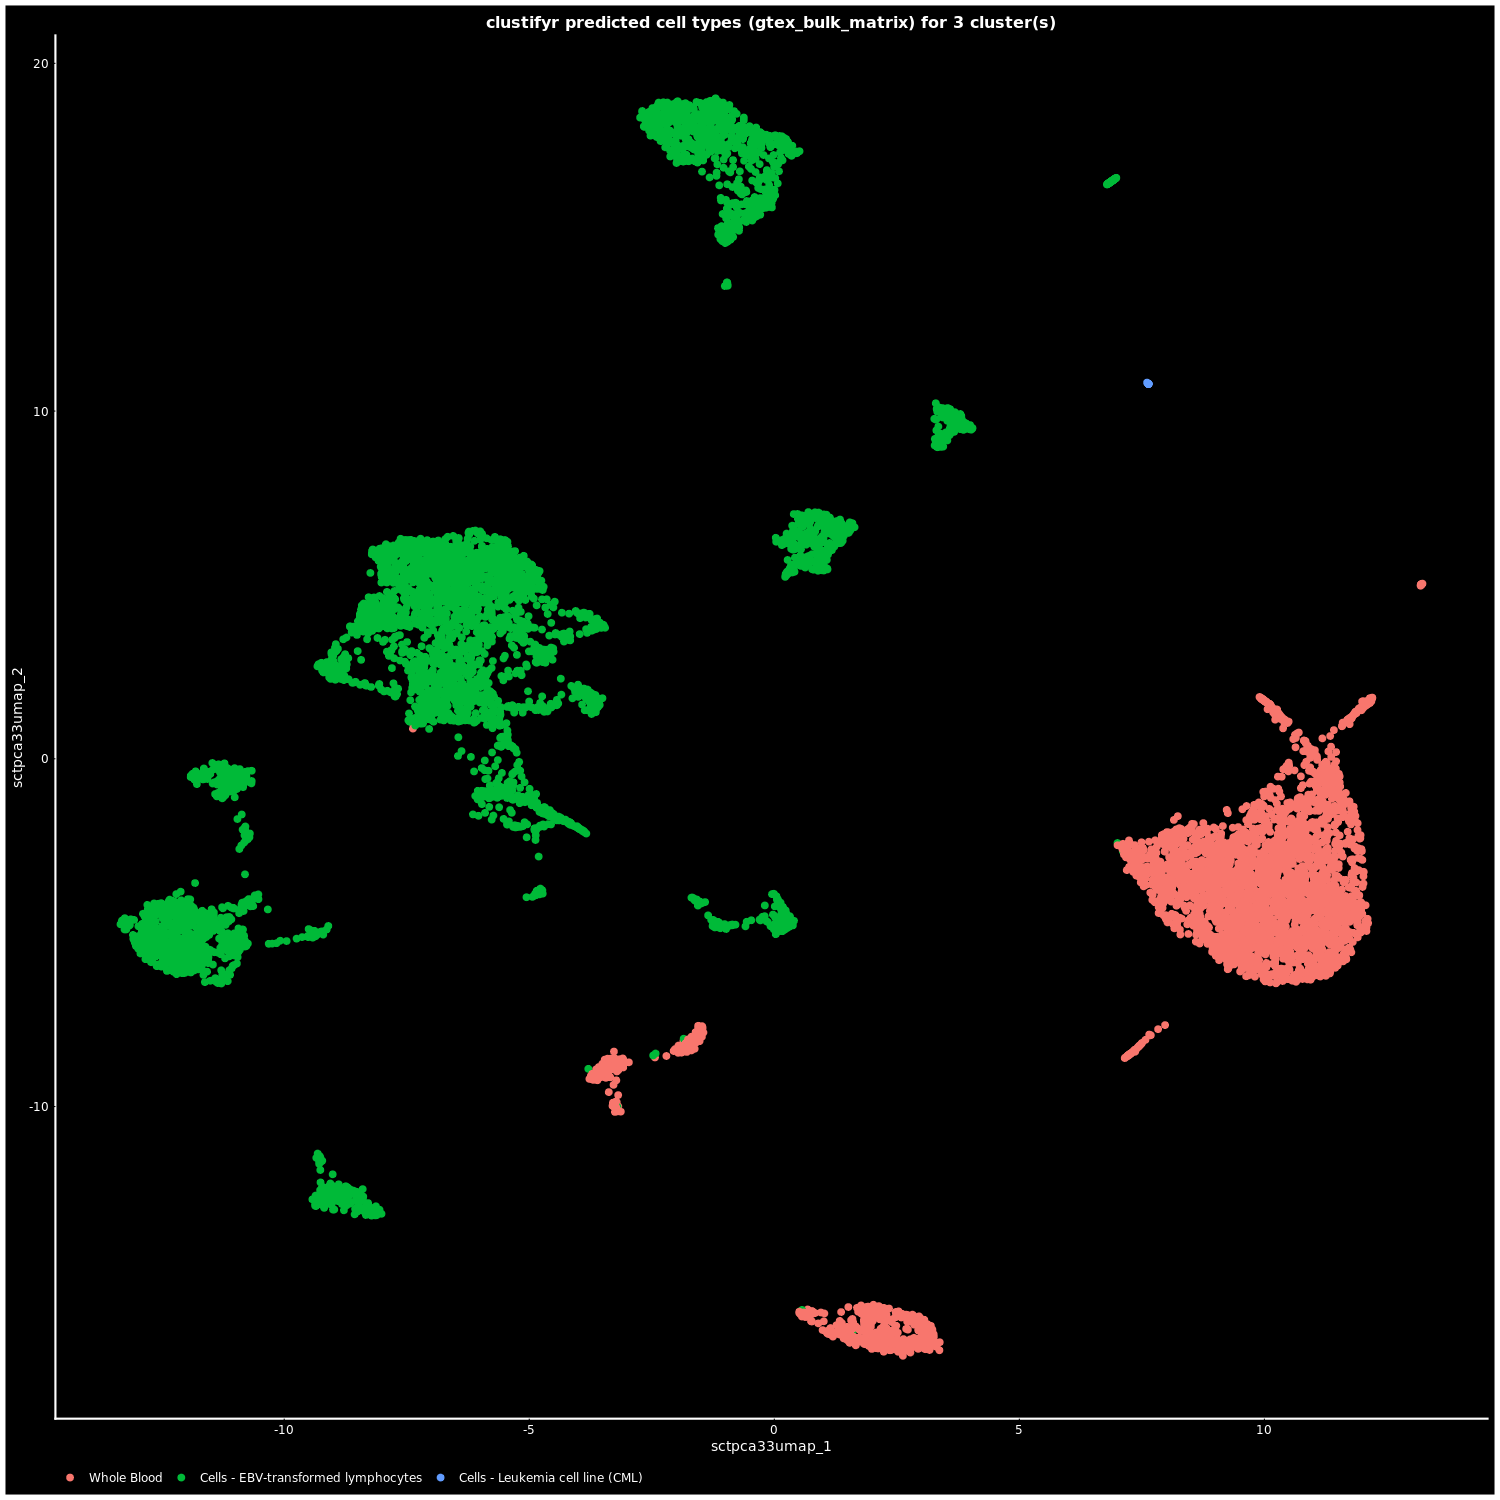 clustifyr predicted cell types (gtex_bulk_matrix) for 3 cluster(s)
20
10
0
-10
sctpca33umap_2
-10
-5
0
5
10
sctpca33umap_1
Whole Blood
Cells - EBV-transformed lymphocytes
Cells - Leukemia cell line (CML)